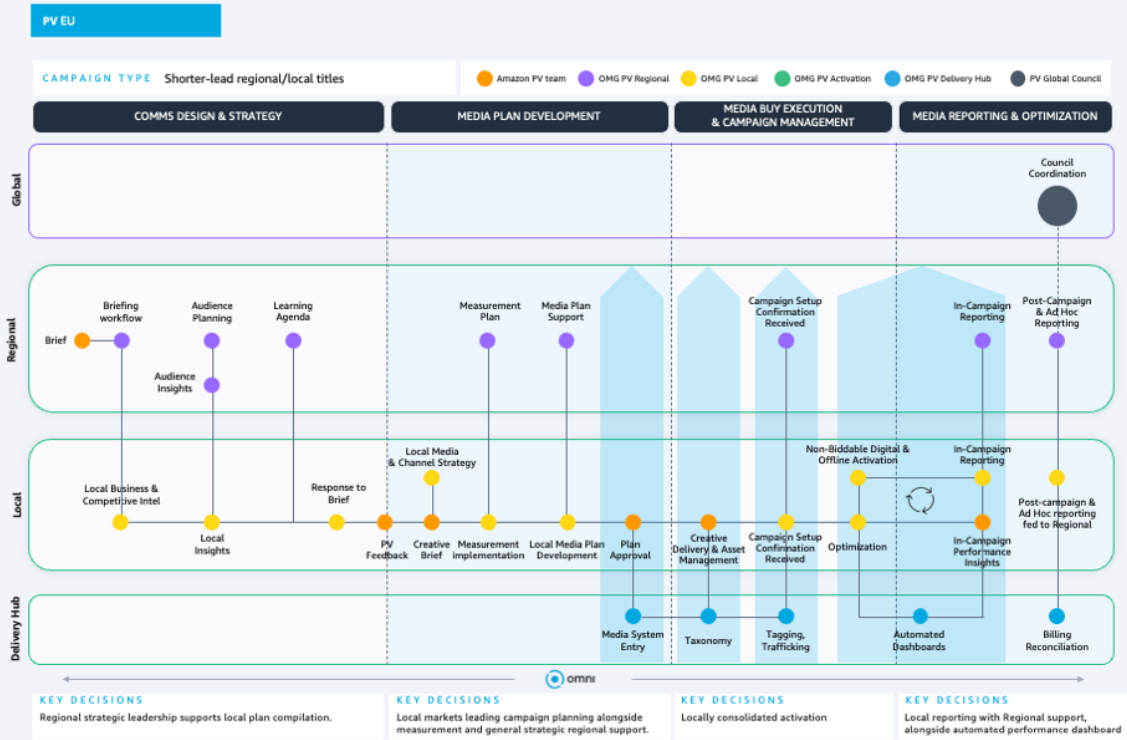 PV EU
CAMPAIGN TYPE Shorter-lead regional/local titles
Amazon PV team
OMG PV Regional
OMG PV Local
OMG PV Activation
OMG PV Delivery Hub
PV Global Council
COMMS DESIGN & STRATEGY
MEDIA PLAN DEVELOPMENT
MEDIA BUY EXECUTION
& CAMPAIGN MANAGEMENT
MEDIA REPORTING & OPTIMIZATION
Global
Council
Coordination
Regional
Brief
Briefing
workflow
Audience
Planning
Audience
Insights
Learning
Agenda
Measurement
Plan
Media Plan
Support
Campaign Setup
Confirmation
Received
In-Campaign
Reporting
Post-Campaign
& Ad Hoc
Reporting
Local
Local Business &
Competitive Intel
Local
Insights
Response to
Brief
PV
Feedback
Local Media
& Channel Strategy
Creative
Brief
Measurement
implementation
Local Media Plan
Development
Plan
Approval
Creative
Delivery & Asset
Management
Campaign Setup
Confirmation
Received
Non-Biddable Digital &
Offline Activation
Optimization
In-Campaign
Reporting
In-Campaign
Performance
Insights
Post-campaign &
Ad Hoc reporting
fed to Regional
Delivery Hub
Media System
Entry
Taxonomy
Tagging,
Trafficking
Automated
Dashboards
Billing
Reconciliation
omni
KEY DECISIONS
Regional strategic leadership supports local plan compilation.
KEY DECISIONS
Local markets leading campaign planning alongside
measurement and general strategic regional support.
KEY DECISIONS
Locally consolidated activation
KEY DECISIONS
Local reporting with Regional support,
alongside automated performance dashboard